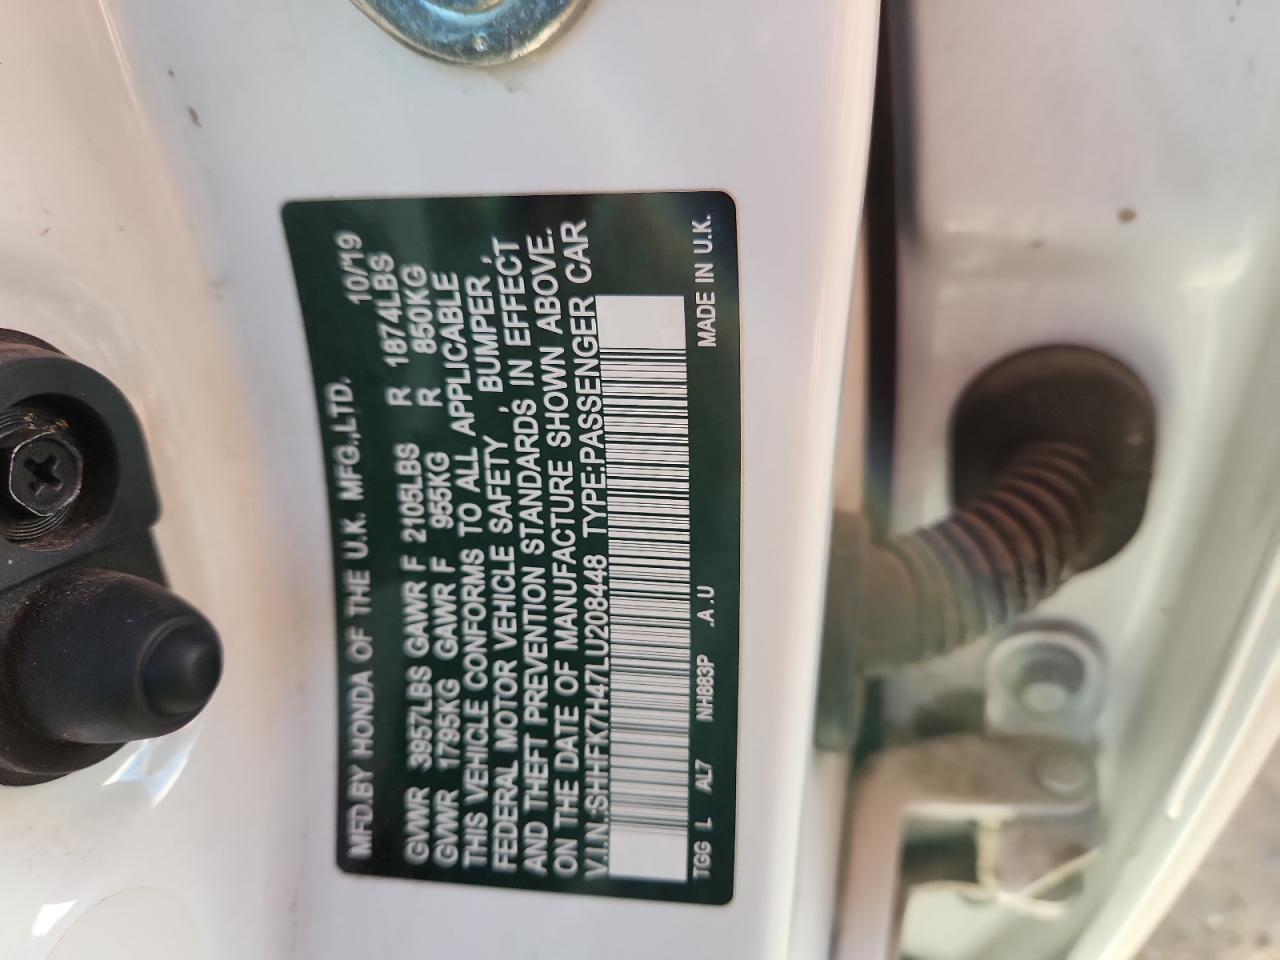 MFD.BY HONDA OF THE U.K. MFG.,LTD. 10/'19
GVWR 3957LBS GAWR F 2105LBS R 1874LBS
GVWR 1795KG GAWR F 955KG R 850KG
THIS VEHICLE CONFORMS TO ALL APPLICABLE
FEDERAL MOTOR VEHICLE SAFETY , BUMPER ,
AND THEFT PREVENTION STANDARDS IN EFFECT
ON THE DATE OF MANUFACTURE SHOWN ABOVE.
V.I.N.:SHHFK7H47LU208448 TYPE:PASSENGER CAR
TGG L AL7 NH883P .A.U MADE IN U.K.